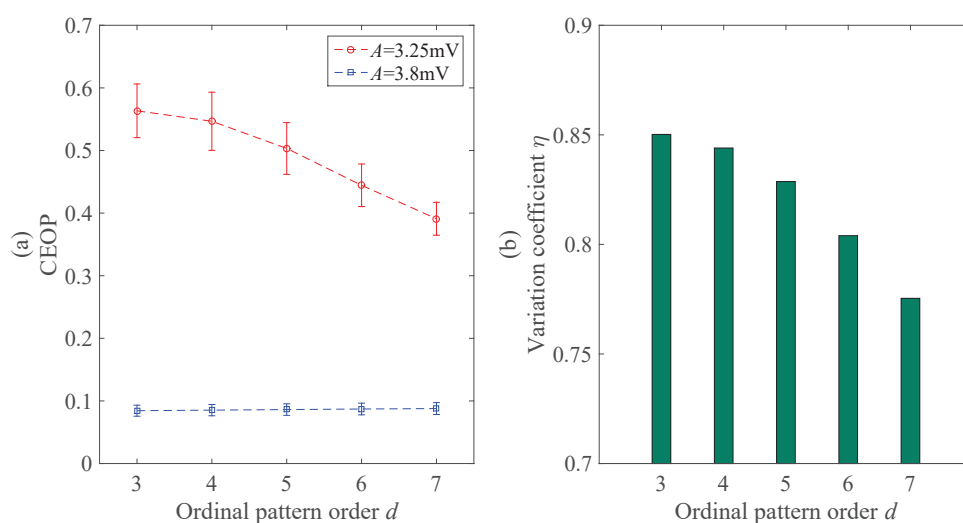 0.7
0.6
0.5
0.4
0.3
0.2
0.1
0
3 4 5 6 7
Ordinal pattern order d
(a)
CEOP
A=3.25mV
A=3.8mV
0.9
0.85
0.8
0.75
0.7
3 4 5 6 7
Ordinal pattern order d
(b)
Variation coefficient η